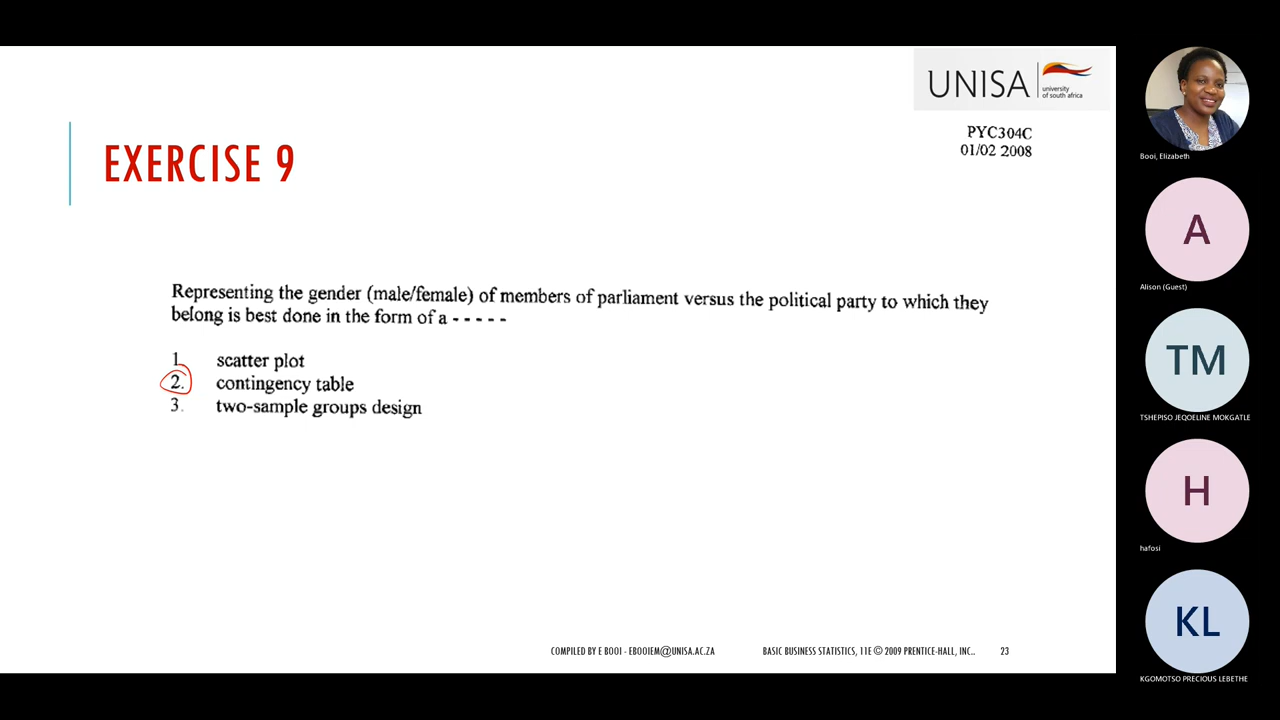 UNISA
university
of south africa
PYC304C
01/02 2008
EXERCISE 9
Representing the gender (male/female) of members of parliament versus the political party to which they
belong is best done in the form of a - - - - -
1. scatter plot
2. contingency table
3. two-sample groups design
COMPILED BY E BOOI - EBOOIEM@UNISA.AC.ZA BASIC BUSINESS STATISTICS, 11E © 2009 PRENTICE-HALL, INC.. 23
Booi, Elizabeth
A
Alison (Guest)
TM
TSHEPISO JEQOELINE MOKGATLE
H
hafosi
KL
KGOMOTSO PRECIOUS LEBETHE